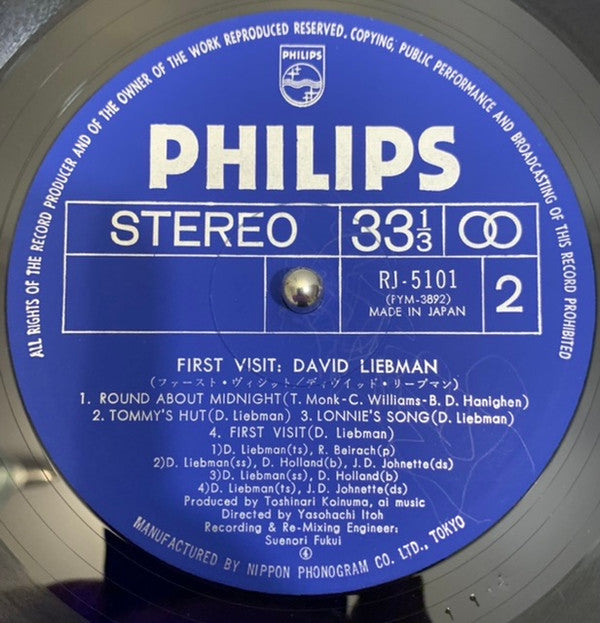 ALL RIGHTS OF THE RECORD PRODUCER AND OF THE OWNER OF THE WORK REPRODUCED RESERVED. COPYING, PUBLIC PERFORMANCE AND BROADCASTING OF THIS RECORD PROHIBITED
PHILIPS
PHILIPS
STEREO 33 1/3
RJ-5101
(FYM-3892)
MADE IN JAPAN
2
FIRST VISIT: DAVID LIEBMAN
(ファースト・ヴィジット/デイヴイッド・リーブマン)
1. ROUND ABOUT MIDNIGHT(T. Monk-C. Williams-B. D. Hanighen)
2. TOMMY'S HUT(D. Liebman) 3. LONNIE'S SONG(D. Liebman)
4. FIRST VISIT(D. Liebman)
1)D. Liebman(ts), R. Beirach(p)
2)D. Liebman(ss), D. Holland(b), J.D. Johnette(ds)
3)D. Liebman(ss), D. Holland(b)
4)D. Liebman(ts), J.D. Johnette(ds)
Produced by Toshinari Koinuma, ai music
Directed by Yasohachi Itoh
Recording & Re-Mixing Engineer:
Suenori Fukui
④
MANUFACTURED BY NIPPON PHONOGRAM CO. LTD., TOKYO